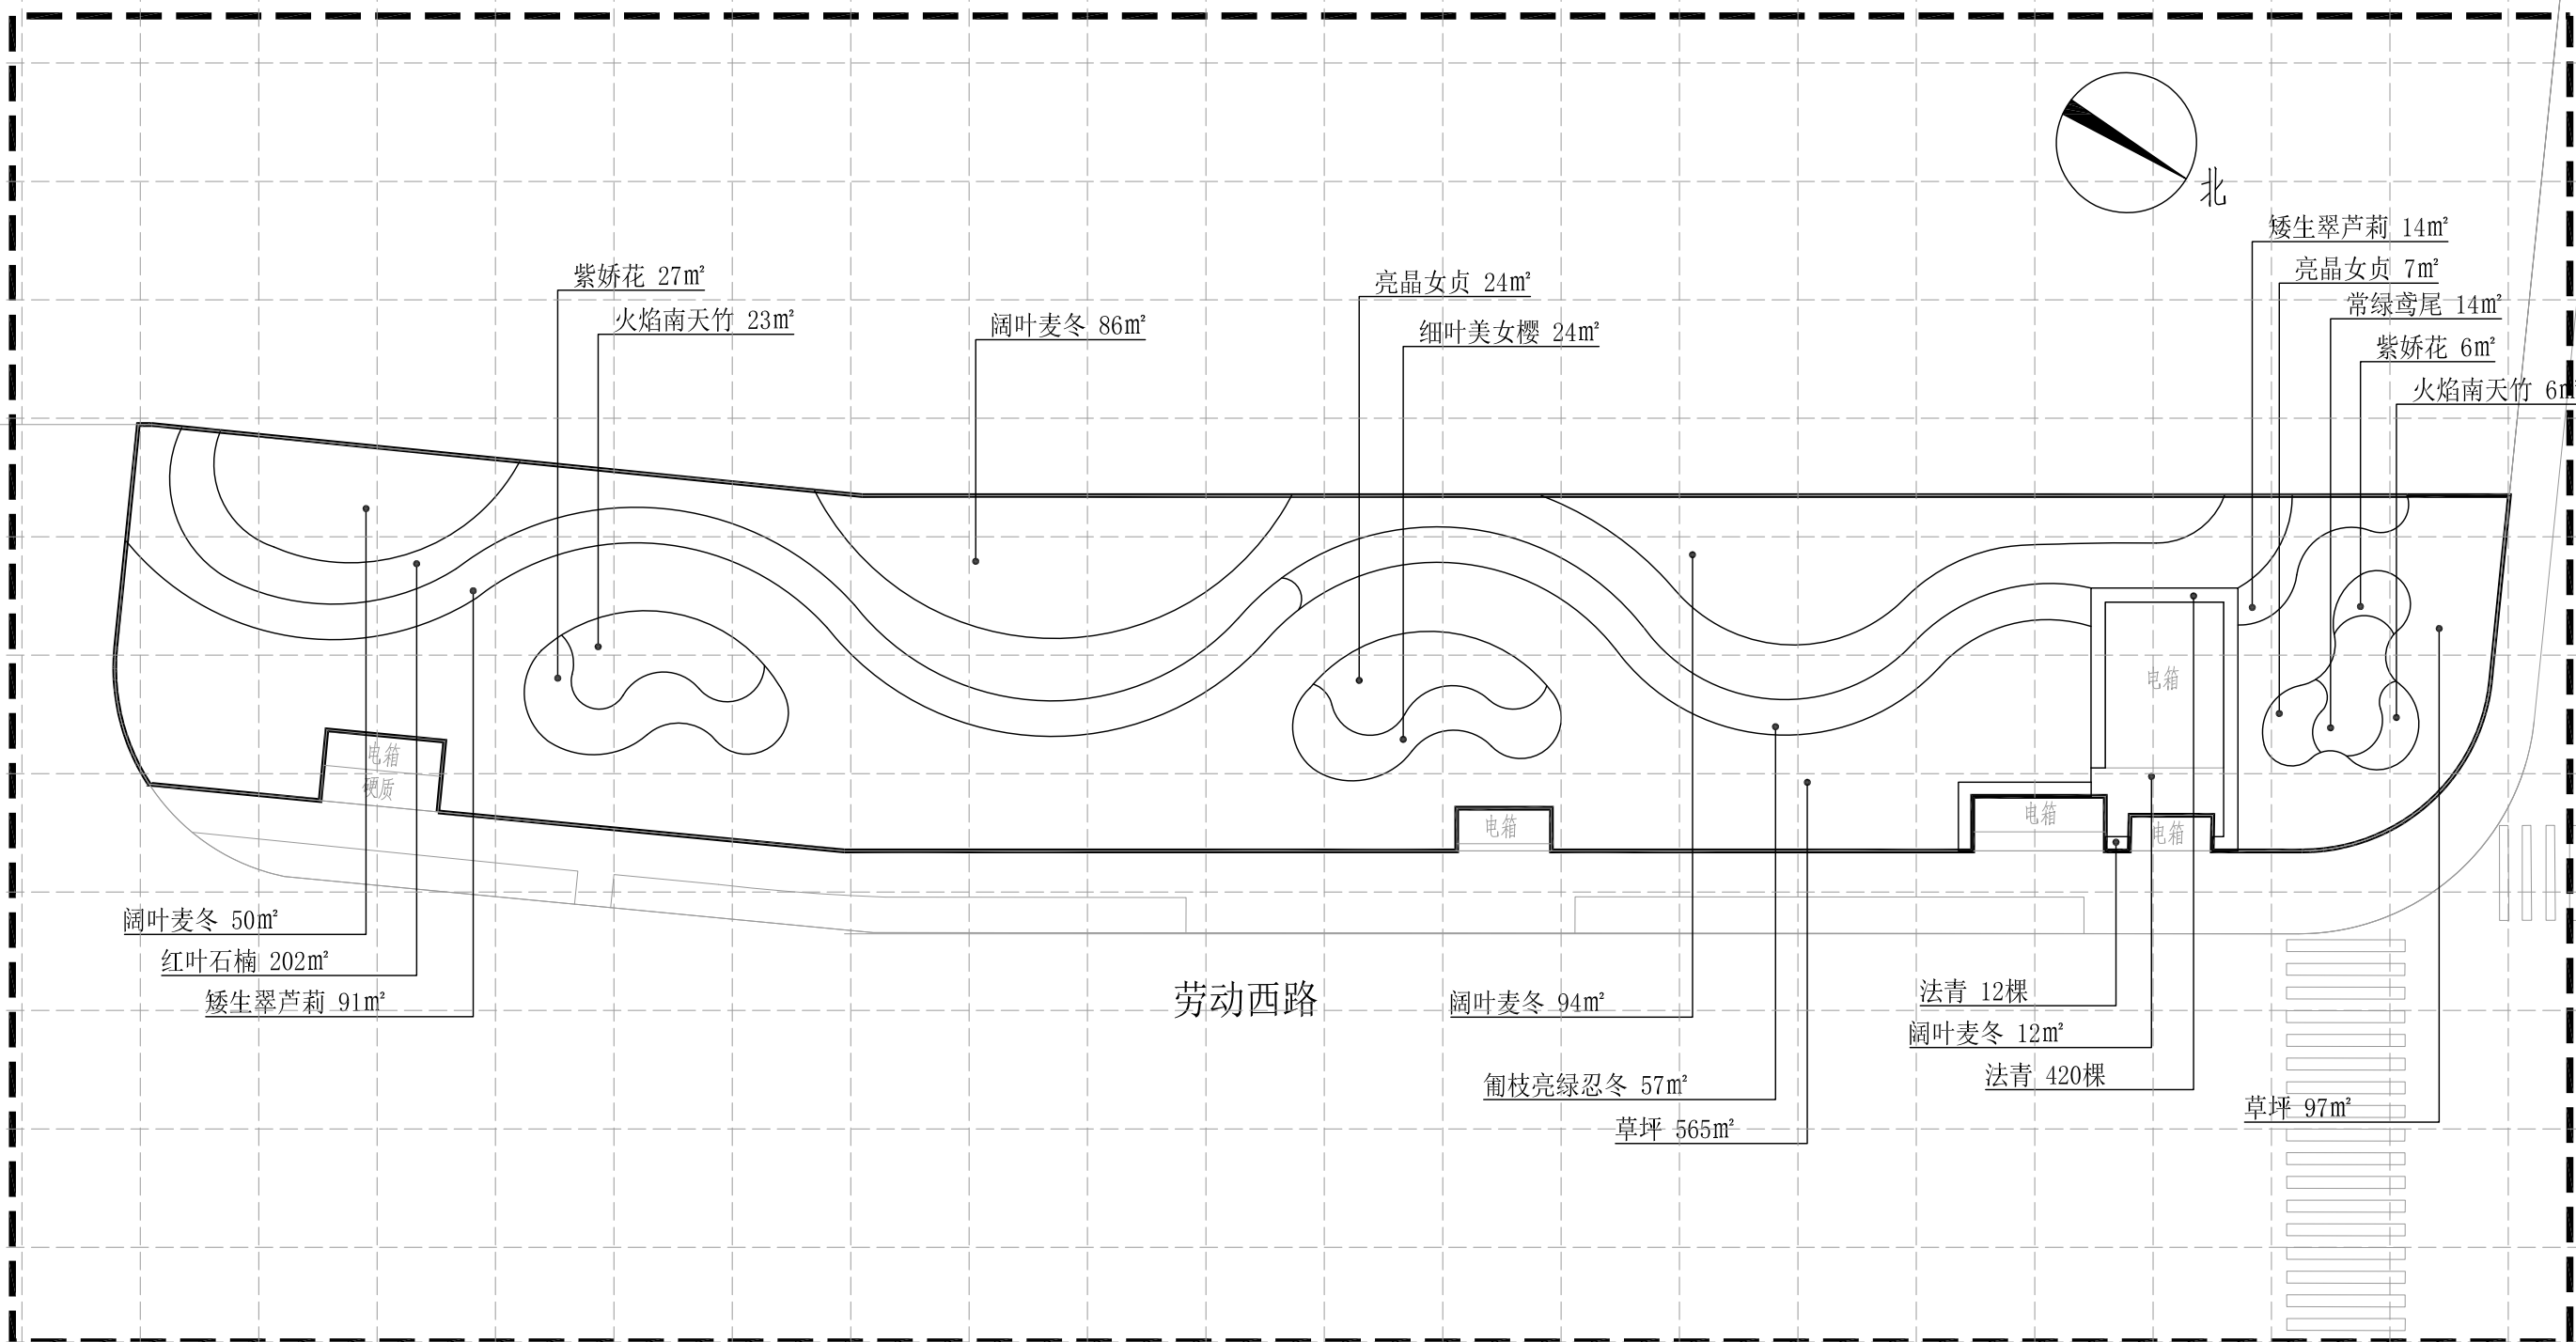 北
矮生翠芦莉 14㎡
亮晶女贞 7㎡
常绿鸢尾 14㎡
紫娇花 6㎡
火焰南天竹 6m
紫娇花 27㎡
火焰南天竹 23㎡
阔叶麦冬 86㎡
亮晶女贞 24㎡
细叶美女樱 24㎡
电箱
电箱
硬质
电箱
电箱
电箱
阔叶麦冬 50㎡
红叶石楠 202㎡
矮生翠芦莉 91㎡
劳动西路
阔叶麦冬 94㎡
法青 12棵
阔叶麦冬 12㎡
法青 420棵
匍枝亮绿忍冬 57㎡
草坪 565㎡
草坪 97㎡